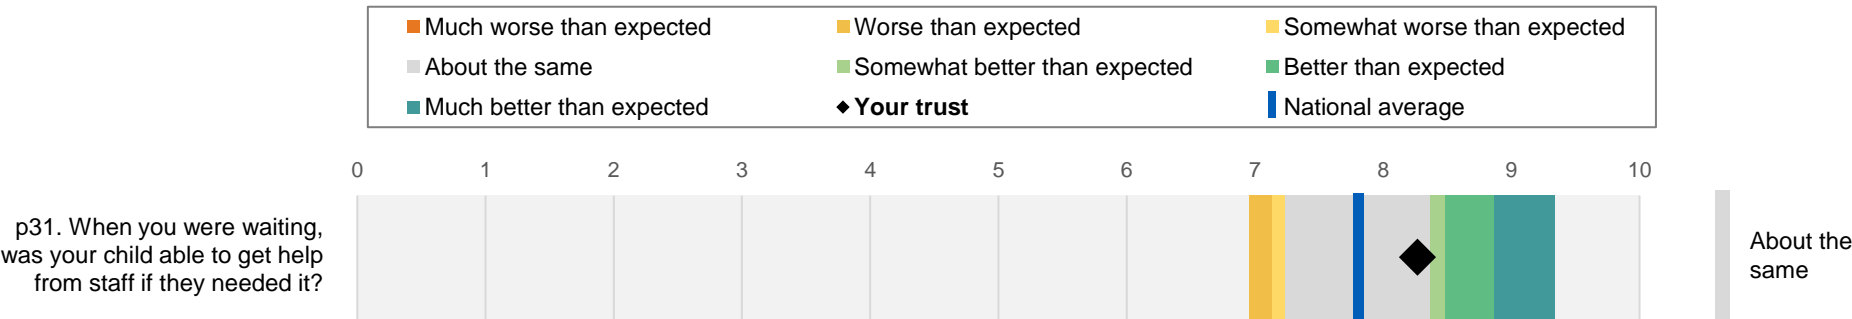 Much worse than expected
Worse than expected
Somewhat worse than expected
About the same
Somewhat better than expected
Better than expected
Much better than expected
Your trust
National average
0 1 2 3 4 5 6 7 8 9 10
p31. When you were waiting,
was your child able to get help
from staff if they needed it?
About the
same